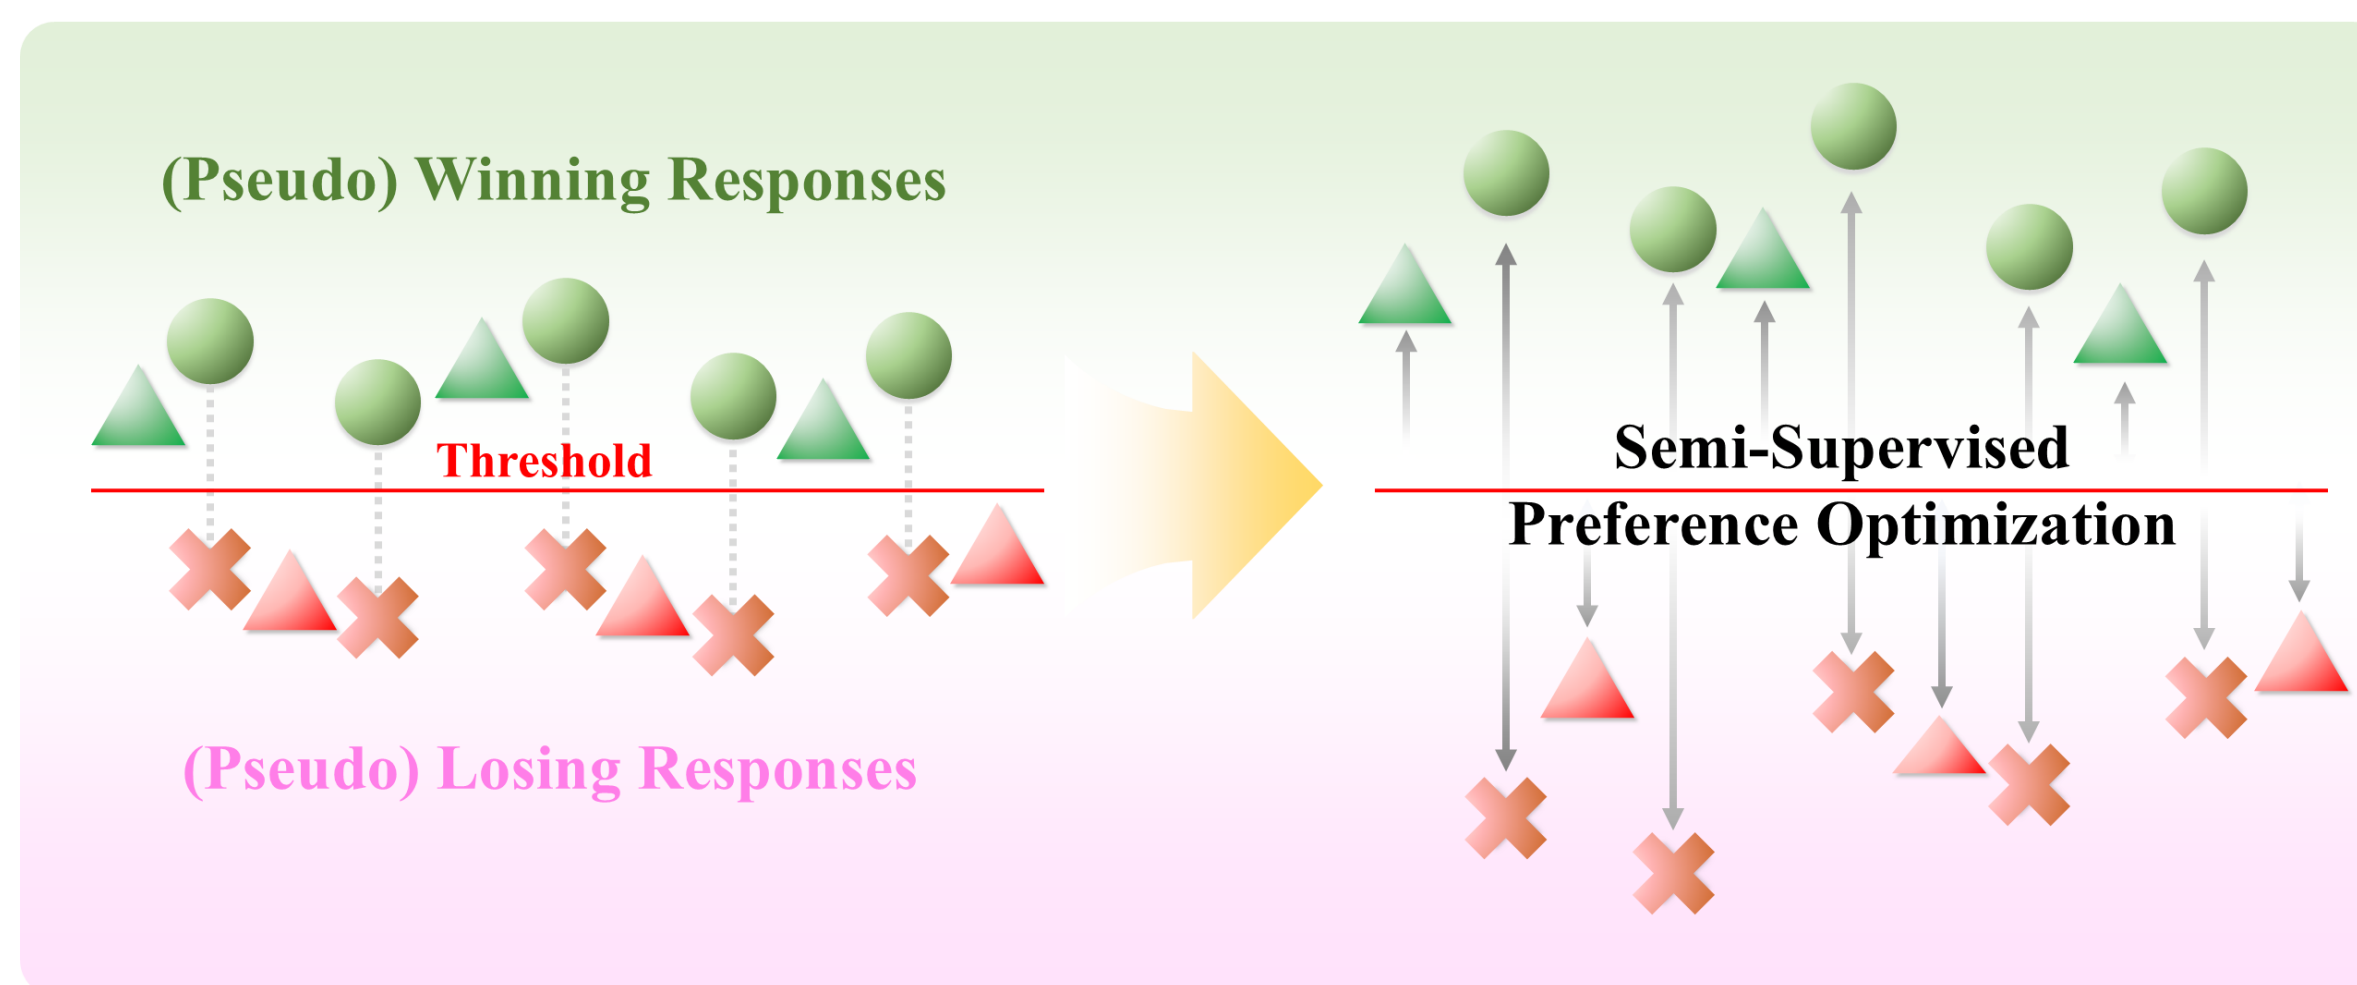 (Pseudo) Winning Responses
Threshold
(Pseudo) Losing Responses
Semi-Supervised
Preference Optimization